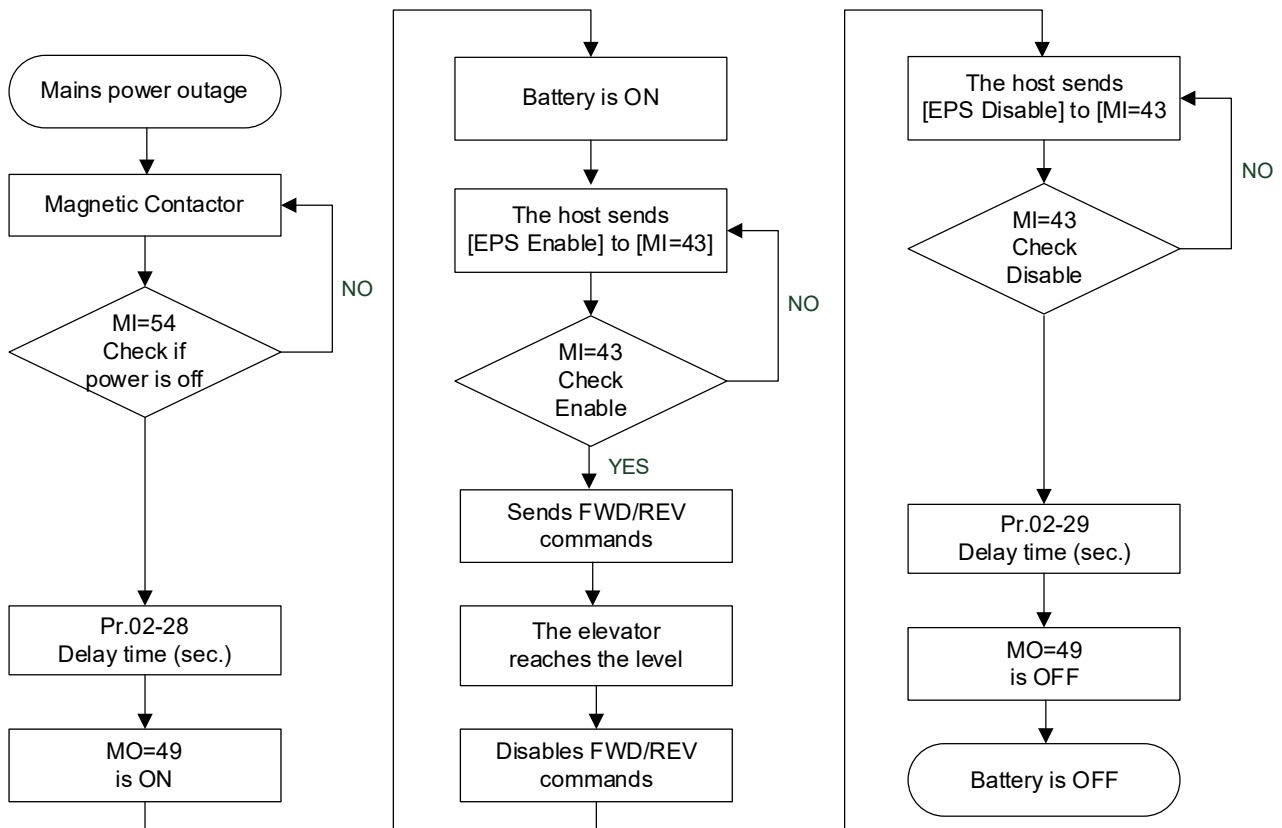 Mains power outage
Magnetic Contactor
NO
MI=54
Check if
power is off
Pr.02-28
Delay time (sec.)
MO=49
is ON
Battery is ON
The host sends
[EPS Enable] to [MI=43]
NO
MI=43
Check
Enable
YES
Sends FWD/REV
commands
The elevator
reaches the level
Disables FWD/REV
commands
The host sends
[EPS Disable] to [MI=43
NO
MI=43
Check
Disable
Pr.02-29
Delay time (sec.)
MO=49
is OFF
Battery is OFF